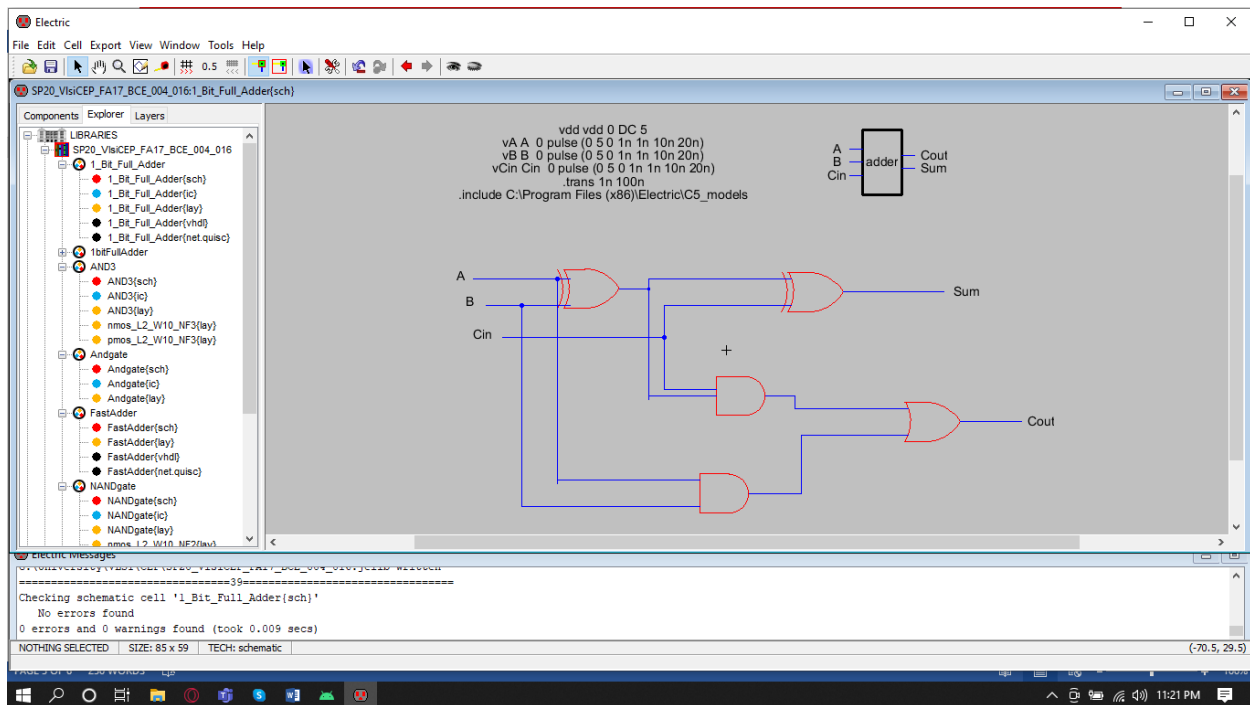 Electric
File Edit Cell Export View Window Tools Help
0.5
SP20_VlsiCEP_FA17_BCE_004_016:1_Bit_Full_Adder{sch}
Components Explorer Layers
LIBRARIES
SP20_VlsiCEP_FA17_BCE_004_016
1_Bit_Full_Adder
1_Bit_Full_Adder{sch}
1_Bit_Full_Adder{ic}
1_Bit_Full_Adder{lay}
1_Bit_Full_Adder{vhdl}
1_Bit_Full_Adder{net.quisc}
1bitFullAdder
AND3
AND3{sch}
AND3{ic}
AND3{lay}
nmos_L2_W10_NF3{lay}
pmos_L2_W10_NF3{lay}
Andgate
Andgate{sch}
Andgate{ic}
Andgate{lay}
FastAdder
FastAdder{sch}
FastAdder{lay}
FastAdder{vhdl}
FastAdder{net.quisc}
NANDgate
NANDgate{sch}
NANDgate{ic}
NANDgate{lay}
nmos_L2_W10_NF2{lay}
vdd vdd 0 DC 5
vA A 0 pulse (0 5 0 1n 1n 10n 20n)
vB B 0 pulse (0 5 0 1n 1n 10n 20n)
vCin Cin 0 pulse (0 5 0 1n 1n 10n 20n)
.trans 1n 100n
.include C:\Program Files (x86)\Electric\C5_models
A
B
Cin
adder
Cout
Sum
A
B
Cin
Sum
Cout
Electric Messages
==================================39==================================
Checking schematic cell '1_Bit_Full_Adder{sch}'
No errors found
0 errors and 0 warnings found (took 0.009 secs)
NOTHING SELECTED SIZE: 85 x 59 TECH: schematic (-70.5, 29.5)
11:21 PM